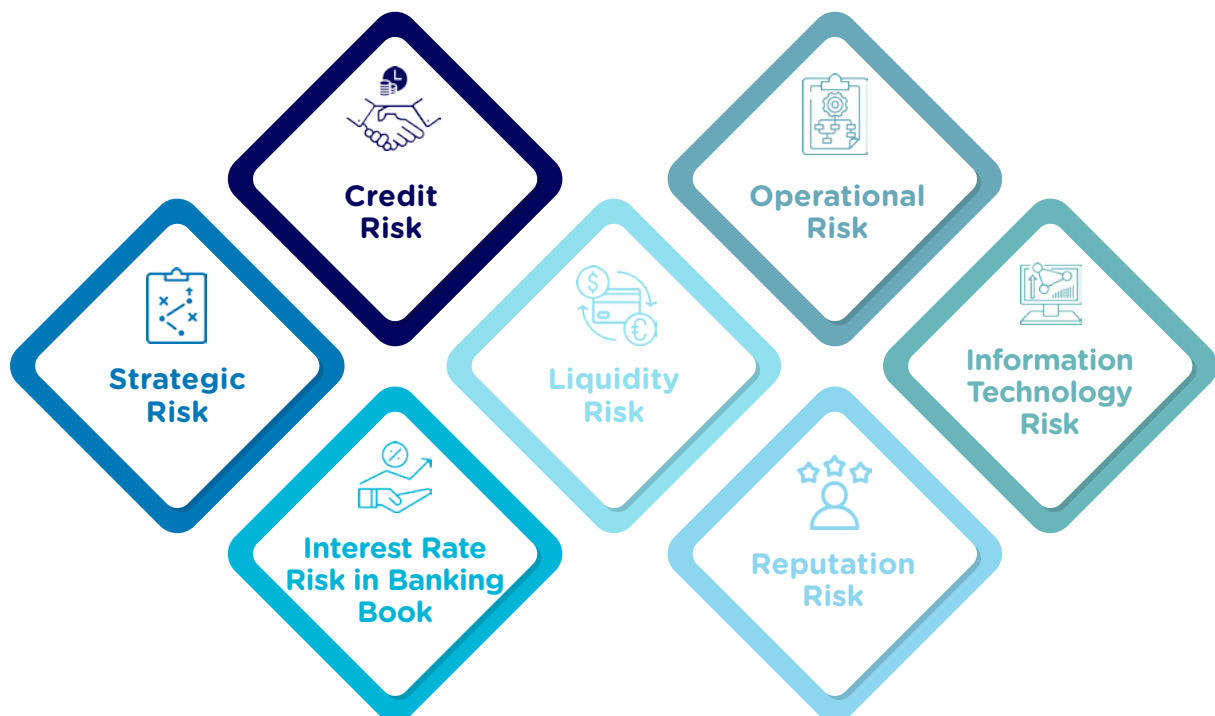 Credit
Risk
Operational
Risk
Strategic
Risk
Liquidity
Risk
Information
Technology
Risk
Interest Rate
Risk in Banking
Book
Reputation
Risk